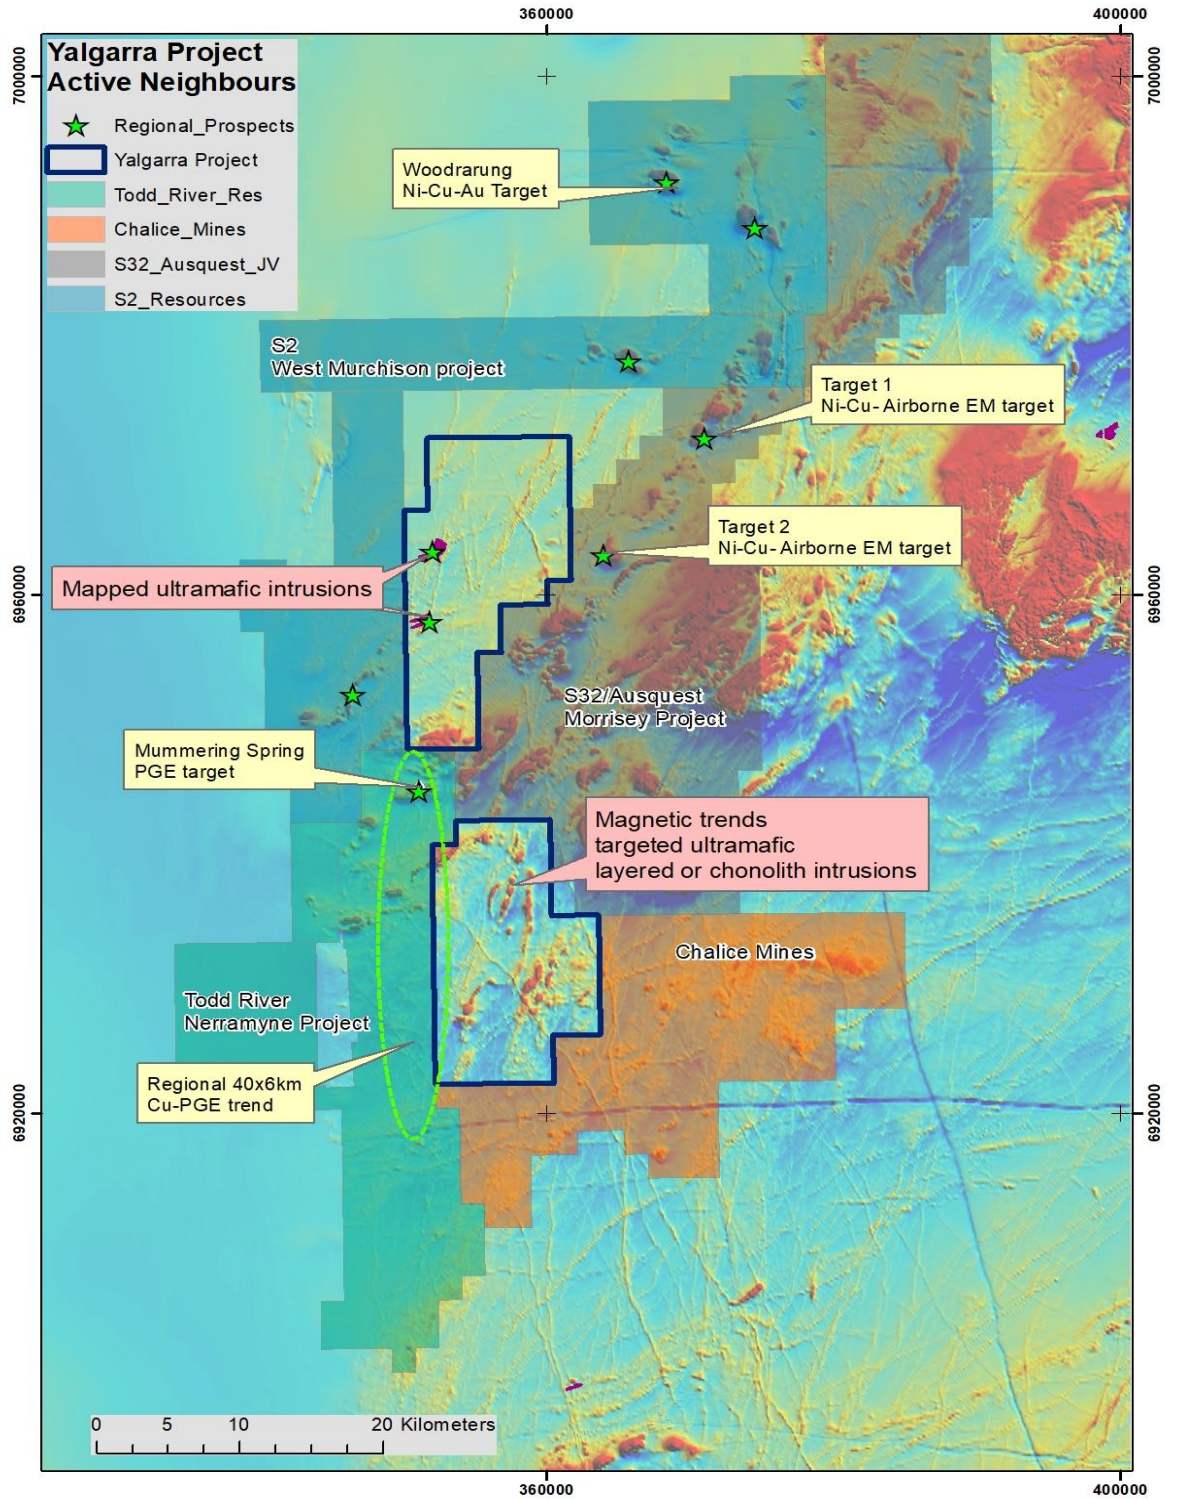 360000
400000
Yalgarra Project
Active Neighbours
Regional_Prospects
Yalgarra Project
Todd_River_Res
Chalice_Mines
S32_Ausquest_JV
S2_Resources
7000000
7000000
Woodrarung
Ni-Cu-Au Target
S2
West Murchison project
Target 1
Ni-Cu- Airborne EM target
Target 2
Ni-Cu- Airborne EM target
Mapped ultramafic intrusions
6960000
6960000
S32/Ausquest
Morrisey Project
Mummering Spring
PGE target
Magnetic trends
targeted ultramafic
layered or chonolith intrusions
Chalice Mines
Todd River
Nerramyne Project
Regional 40x6km
Cu-PGE trend
6920000
6920000
0 5 10 20 Kilometers
360000
400000